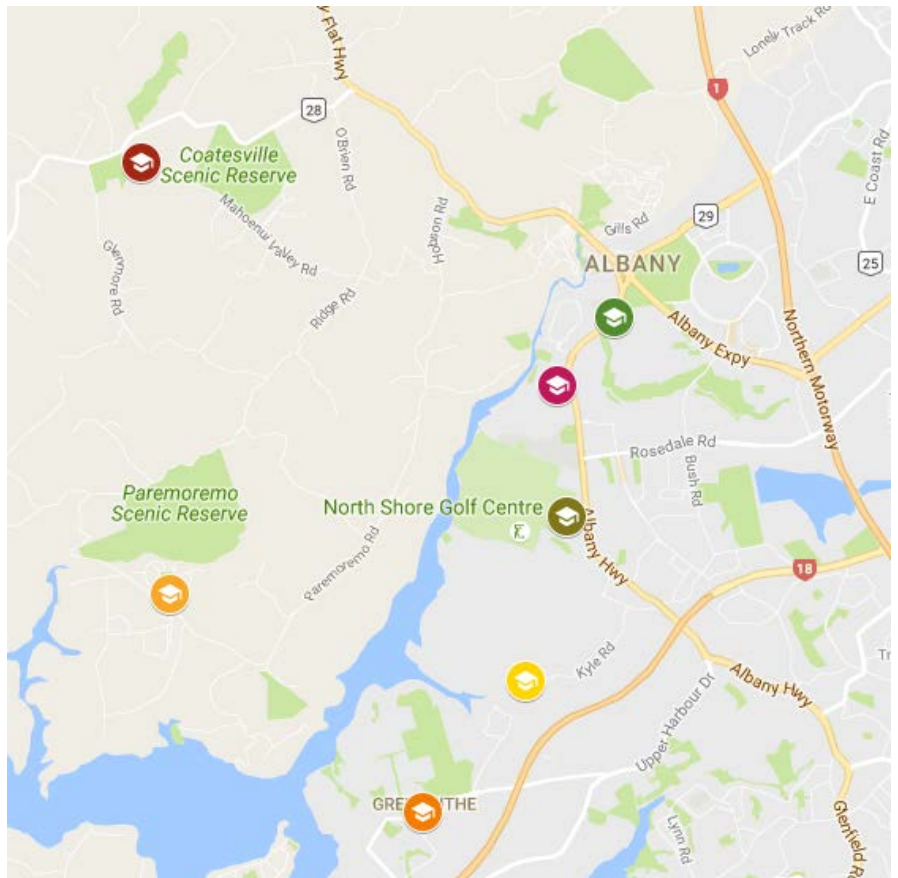 y Flat Hwy
Lonely Track Rd
1
28
O'Brien Rd
E Coast Rd
Coatesville
Scenic Reserve
Mahoenui Valley Rd
Hobson Rd
Gills Rd
29
ALBANY
25
Glenmore Rd
Ridge Rd
Albany Expy
Northern Motorway
Rosedale Rd
Bush Rd
Paremoremo
Scenic Reserve
North Shore Golf Centre
Albany Hwy
Paremoremo Rd
18
Kyle Rd
Tr
Albany Hwy
Upper Harbour Dr
GRE THE
Lynn Rd
Glenfield R